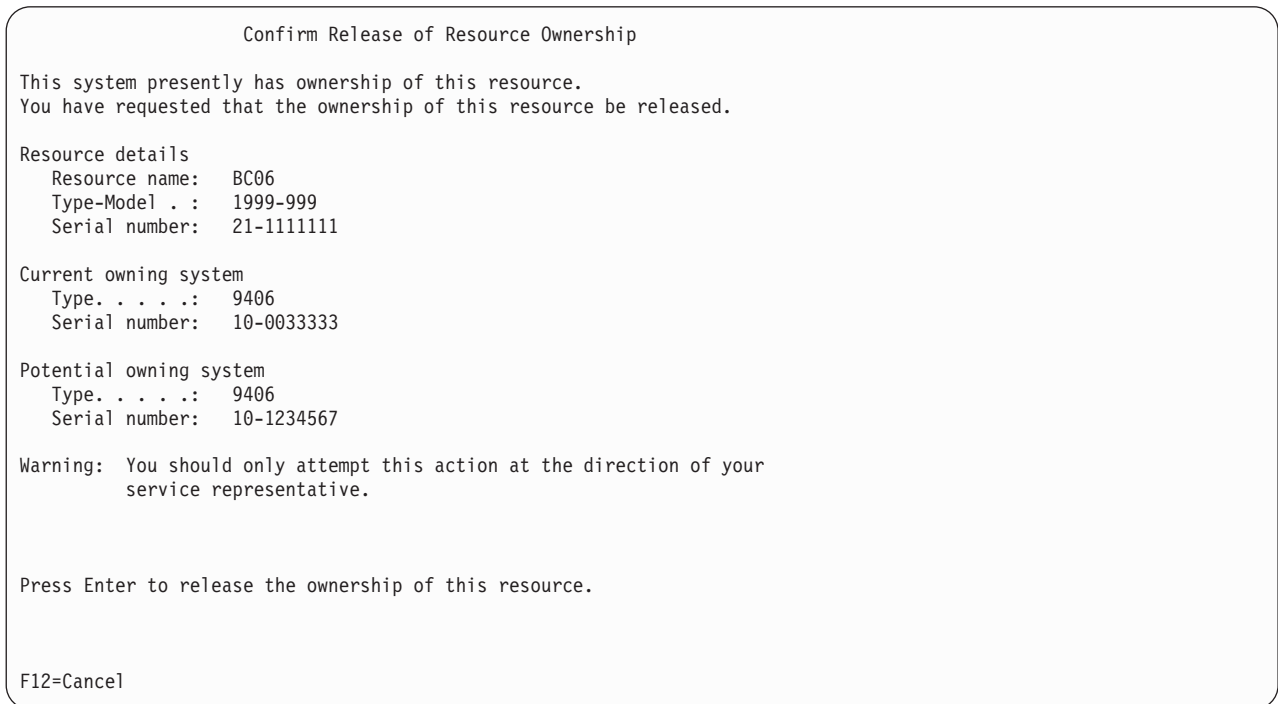 Confirm Release of Resource Ownership
This system presently has ownership of this resource.
You have requested that the ownership of this resource be released.
Resource details
Resource name: BC06
Type-Model . : 1999-999
Serial number: 21-1111111
Current owning system
Type. . . . .: 9406
Serial number: 10-0033333
Potential owning system
Type. . . . .: 9406
Serial number: 10-1234567
Warning: You should only attempt this action at the direction of your
service representative.
Press Enter to release the ownership of this resource.
F12=Cancel